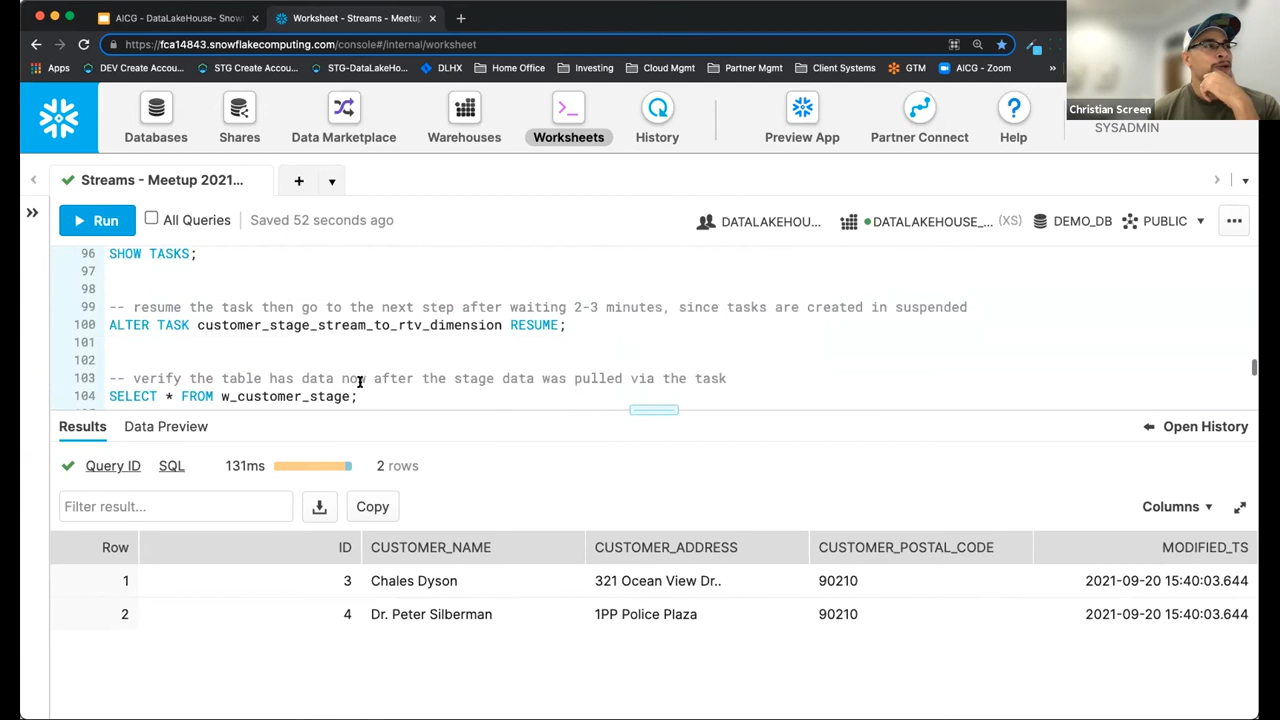 AICG - DataLakeHouse- Snow
Worksheet - Streams - Meetup
https://fca14843.snowflakecomputing.com/console#/internal/worksheet
Apps
DEV Create Accou...
STG Create Accou...
STG-DataLakeHo...
DLHX
Home Office
Investing
Cloud Mgmt
Partner Mgmt
Client Systems
GTM
AICG - Zoom
»
Christian Screen
SYSADMIN
Databases
Shares
Data Marketplace
Warehouses
Worksheets
History
Preview App
Partner Connect
Help
Streams - Meetup 2021...
Run
All Queries
Saved 52 seconds ago
DATALAKEHOU...
DATALAKEHOUSE_... (XS)
DEMO_DB
PUBLIC
96 SHOW TASKS;
97
98
99 -- resume the task then go to the next step after waiting 2-3 minutes, since tasks are created in suspended
100 ALTER TASK customer_stage_stream_to_rtv_dimension RESUME;
101
102
103 -- verify the table has data now after the stage data was pulled via the task
104 SELECT * FROM w_customer_stage;
Results
Data Preview
Open History
Query ID
SQL
131ms
2 rows
Filter result...
Copy
Columns
Row ID CUSTOMER_NAME CUSTOMER_ADDRESS CUSTOMER_POSTAL_CODE MODIFIED_TS
1 3 Chales Dyson 321 Ocean View Dr.. 90210 2021-09-20 15:40:03.644
2 4 Dr. Peter Silberman 1PP Police Plaza 90210 2021-09-20 15:40:03.644